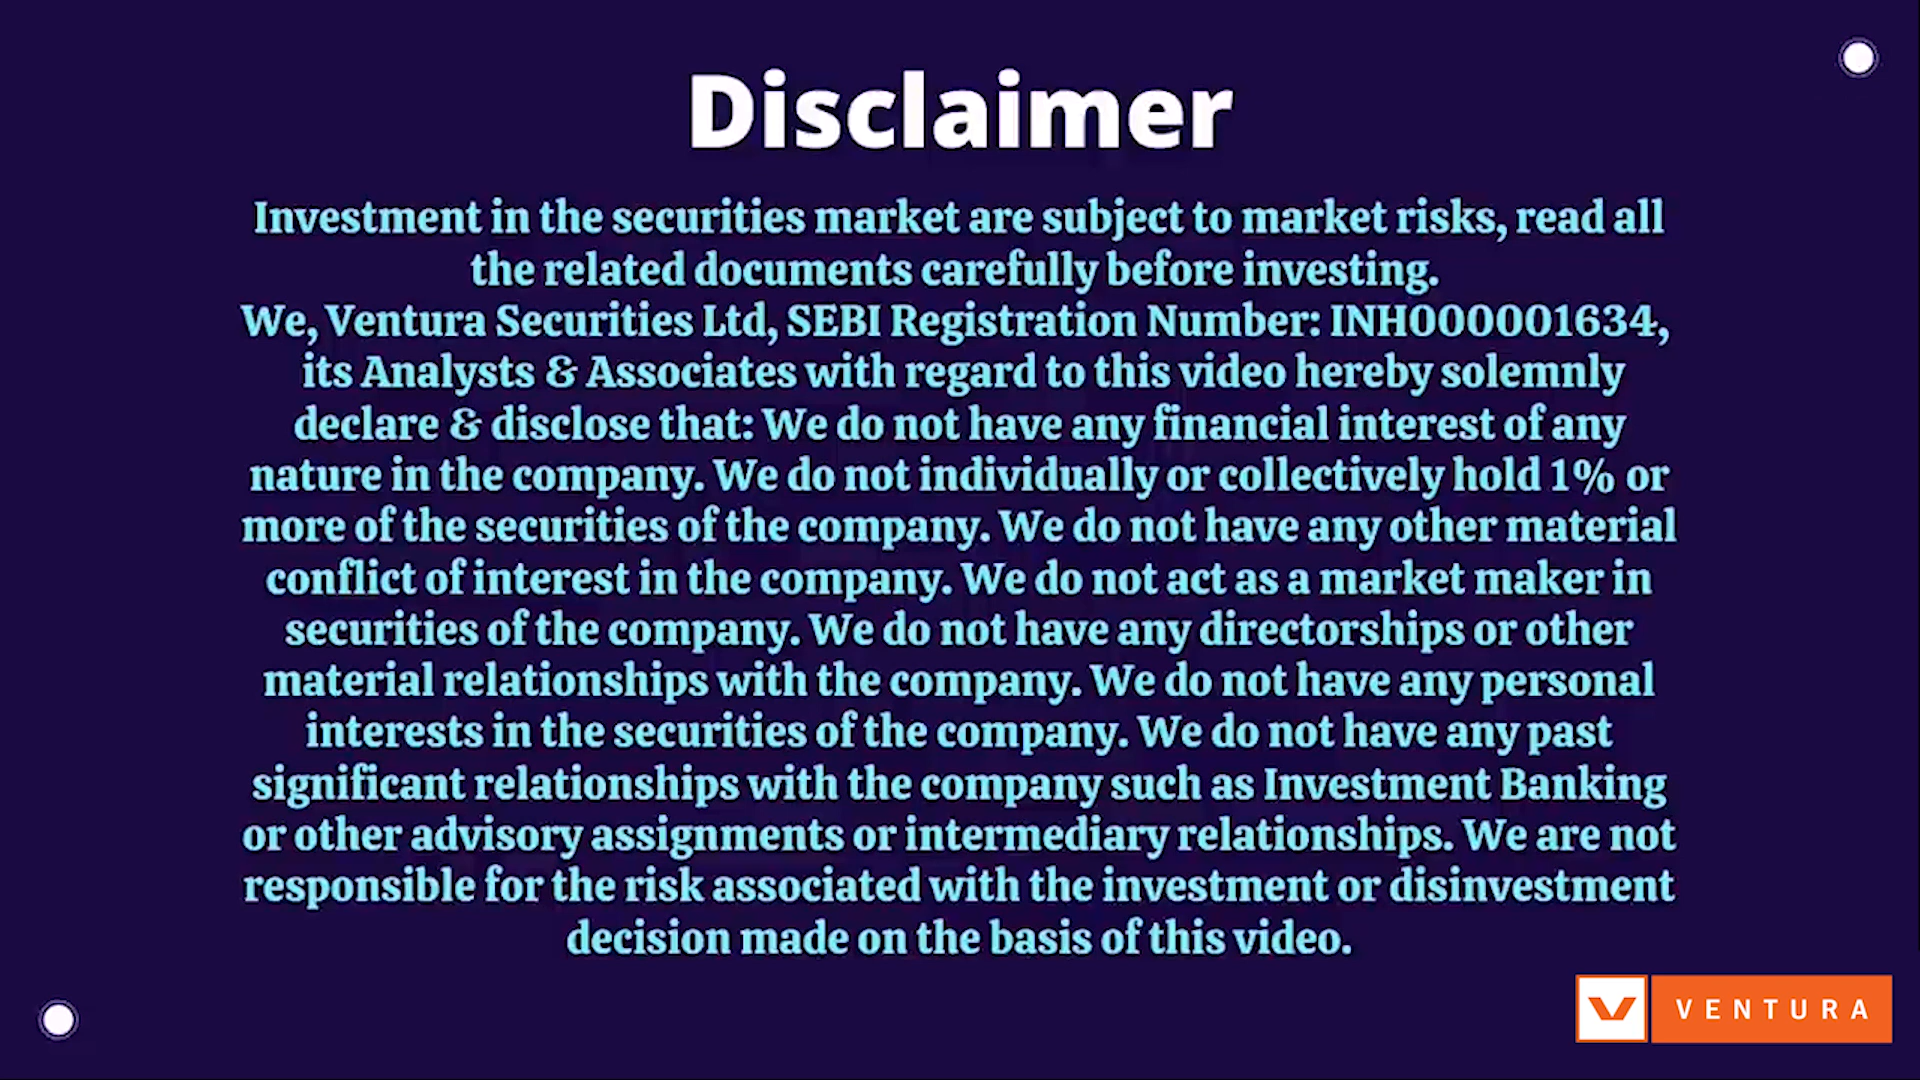 Disclaimer
Investment in the securities market are subject to market risks, read all
the related documents carefully before investing.
We, Ventura Securities Ltd, SEBI Registration Number: INH000001634,
its Analysts & Associates with regard to this video hereby solemnly
declare & disclose that: We do not have any financial interest of any
nature in the company. We do not individually or collectively hold 1% or
more of the securities of the company. We do not have any other material
conflict of interest in the company. We do not act as a market maker in
securities of the company. We do not have any directorships or other
material relationships with the company. We do not have any personal
interests in the securities of the company. We do not have any past
significant relationships with the company such as Investment Banking
or other advisory assignments or intermediary relationships. We are not
responsible for the risk associated with the investment or disinvestment
decision made on the basis of this video.
VENTURA